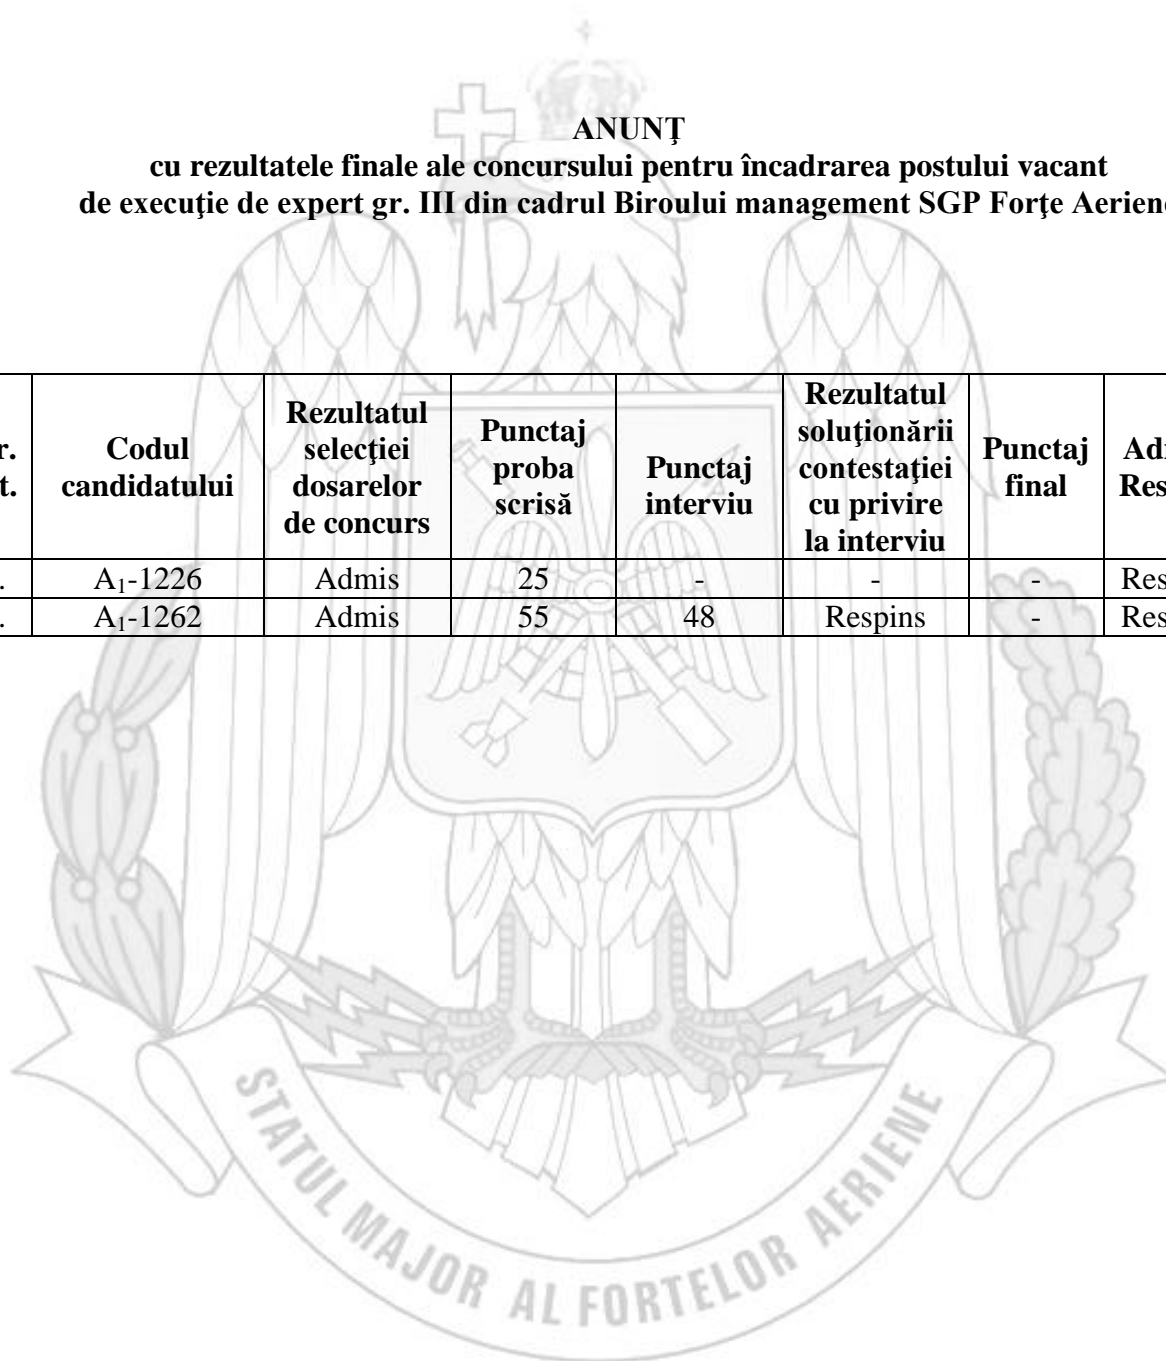 ANUNŢ
cu rezultatele finale ale concursului pentru încadrarea postului vacant
de execuţie de expert gr. III din cadrul Biroului management SGP Forţe Aeriene
Codul candidatului
Rezultatul selecţiei dosarelor de concurs
Punctaj proba scrisă
Punctaj interviu
Rezultatul soluţionării contestaţiei cu privire la interviu
Punctaj final
A₁-1226 Admis 25 - - -
A₁-1262 Admis 55 48 Respins -
STATUL MAJOR AL FORTELOR AERIENE